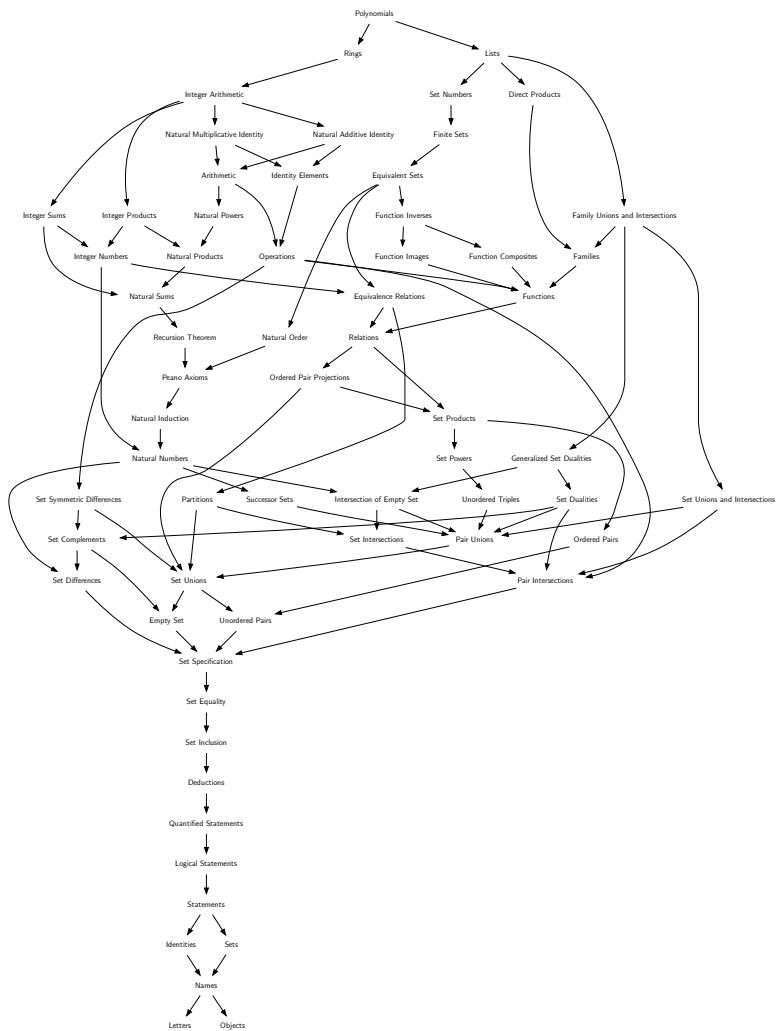 Polynomials
Rings
Lists
Integer Arithmetic
Set Numbers
Direct Products
Natural Multiplicative Identity
Natural Additive Identity
Finite Sets
Arithmetic
Identity Elements
Equivalent Sets
Integer Sums
Integer Products
Natural Powers
Function Inverses
Family Unions and Intersections
Integer Numbers
Natural Products
Operations
Function Images
Function Composites
Families
Natural Sums
Equivalence Relations
Functions
Recursion Theorem
Natural Order
Relations
Peano Axioms
Ordered Pair Projections
Natural Induction
Set Products
Natural Numbers
Set Powers
Generalized Set Dualities
Set Symmetric Differences
Partitions
Successor Sets
Intersection of Empty Set
Unordered Triples
Set Dualities
Set Unions and Intersections
Set Complements
Set Intersections
Pair Unions
Ordered Pairs
Set Differences
Set Unions
Pair Intersections
Empty Set
Unordered Pairs
Set Specification
Set Equality
Set Inclusion
Deductions
Quantified Statements
Logical Statements
Statements
Identities
Sets
Names
Letters
Objects